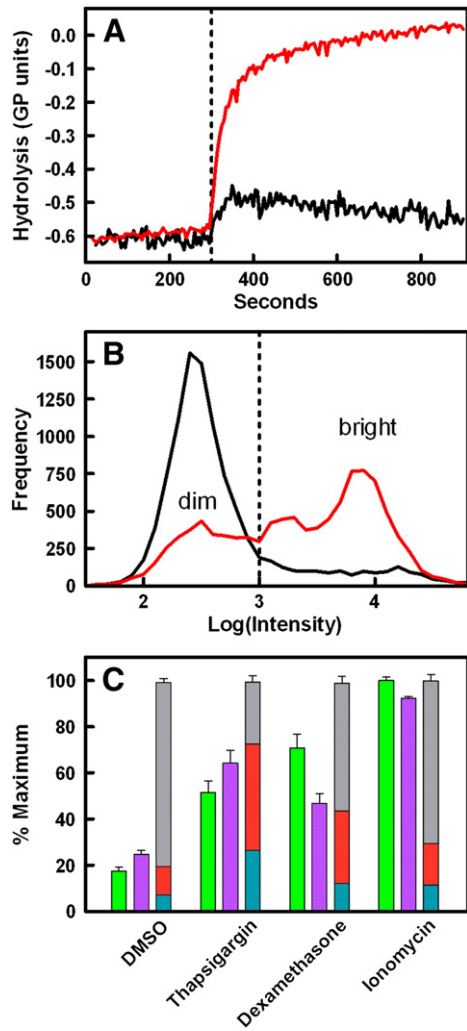 A
Hydrolysis (GP units)
0.0
-0.1
-0.2
-0.3
-0.4
-0.5
-0.6
0 200 400 600 800
Seconds
B
Frequency
1500
1250
1000
750
500
250
0
dim
bright
2 3 4
Log(Intensity)
C
% Maximum
100
80
60
40
20
0
DMSO
Thapsigargin
Dexamethasone
Ionomycin